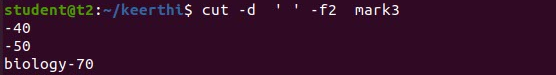 student@t2:~/keerthi$ cut -d  ' ' -f2  mark3
-40
-50
biology-70